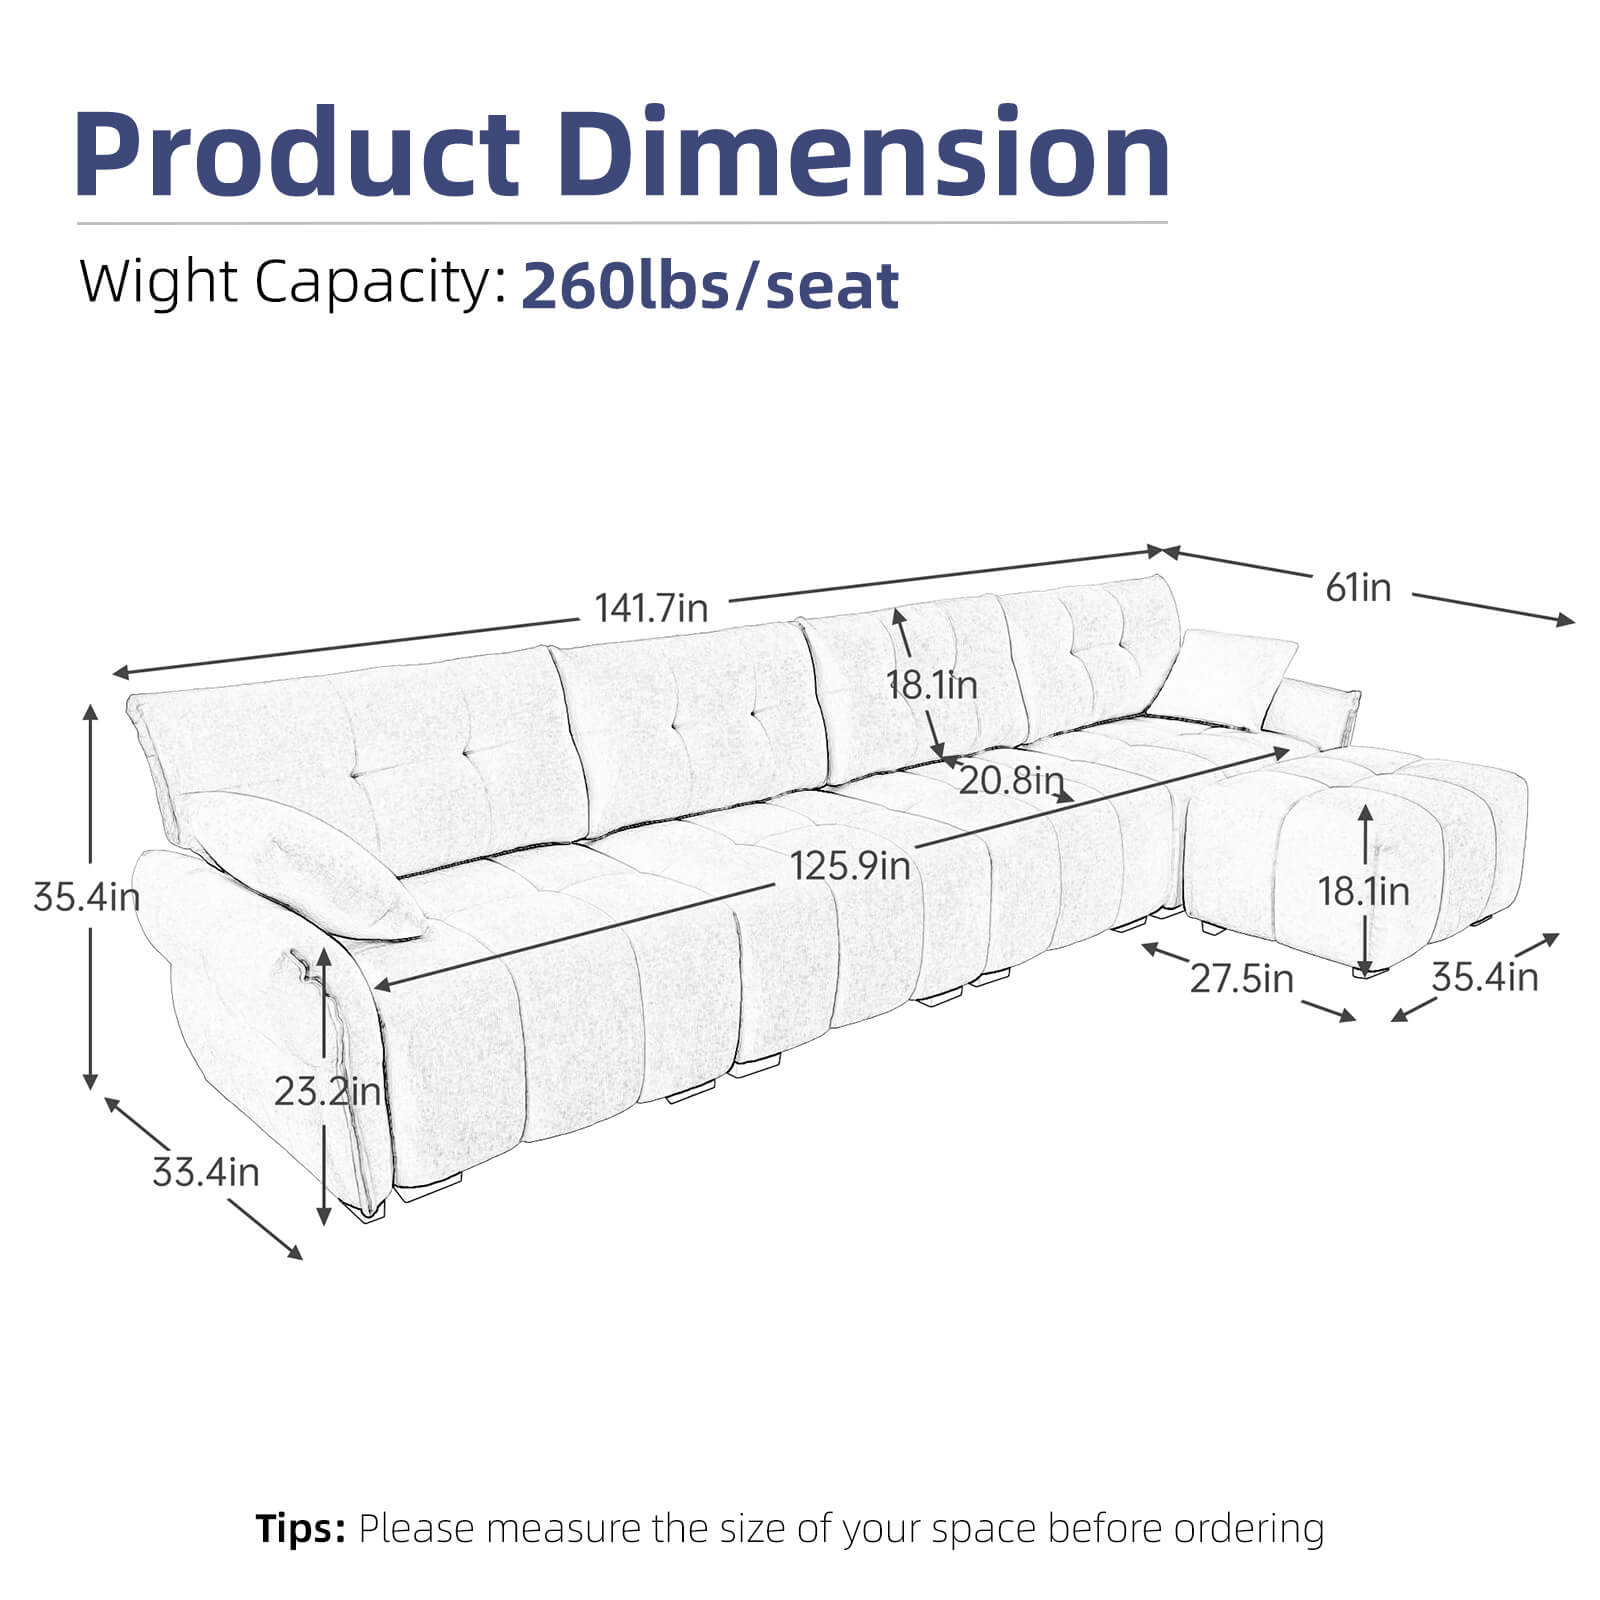 Product Dimension
Wight Capacity: 260lbs/seat
141.7in
61in
18.1in
20.8in
125.9in
35.4in
18.1in
27.5in
35.4in
23.2in
33.4in
Tips: Please measure the size of your space before ordering